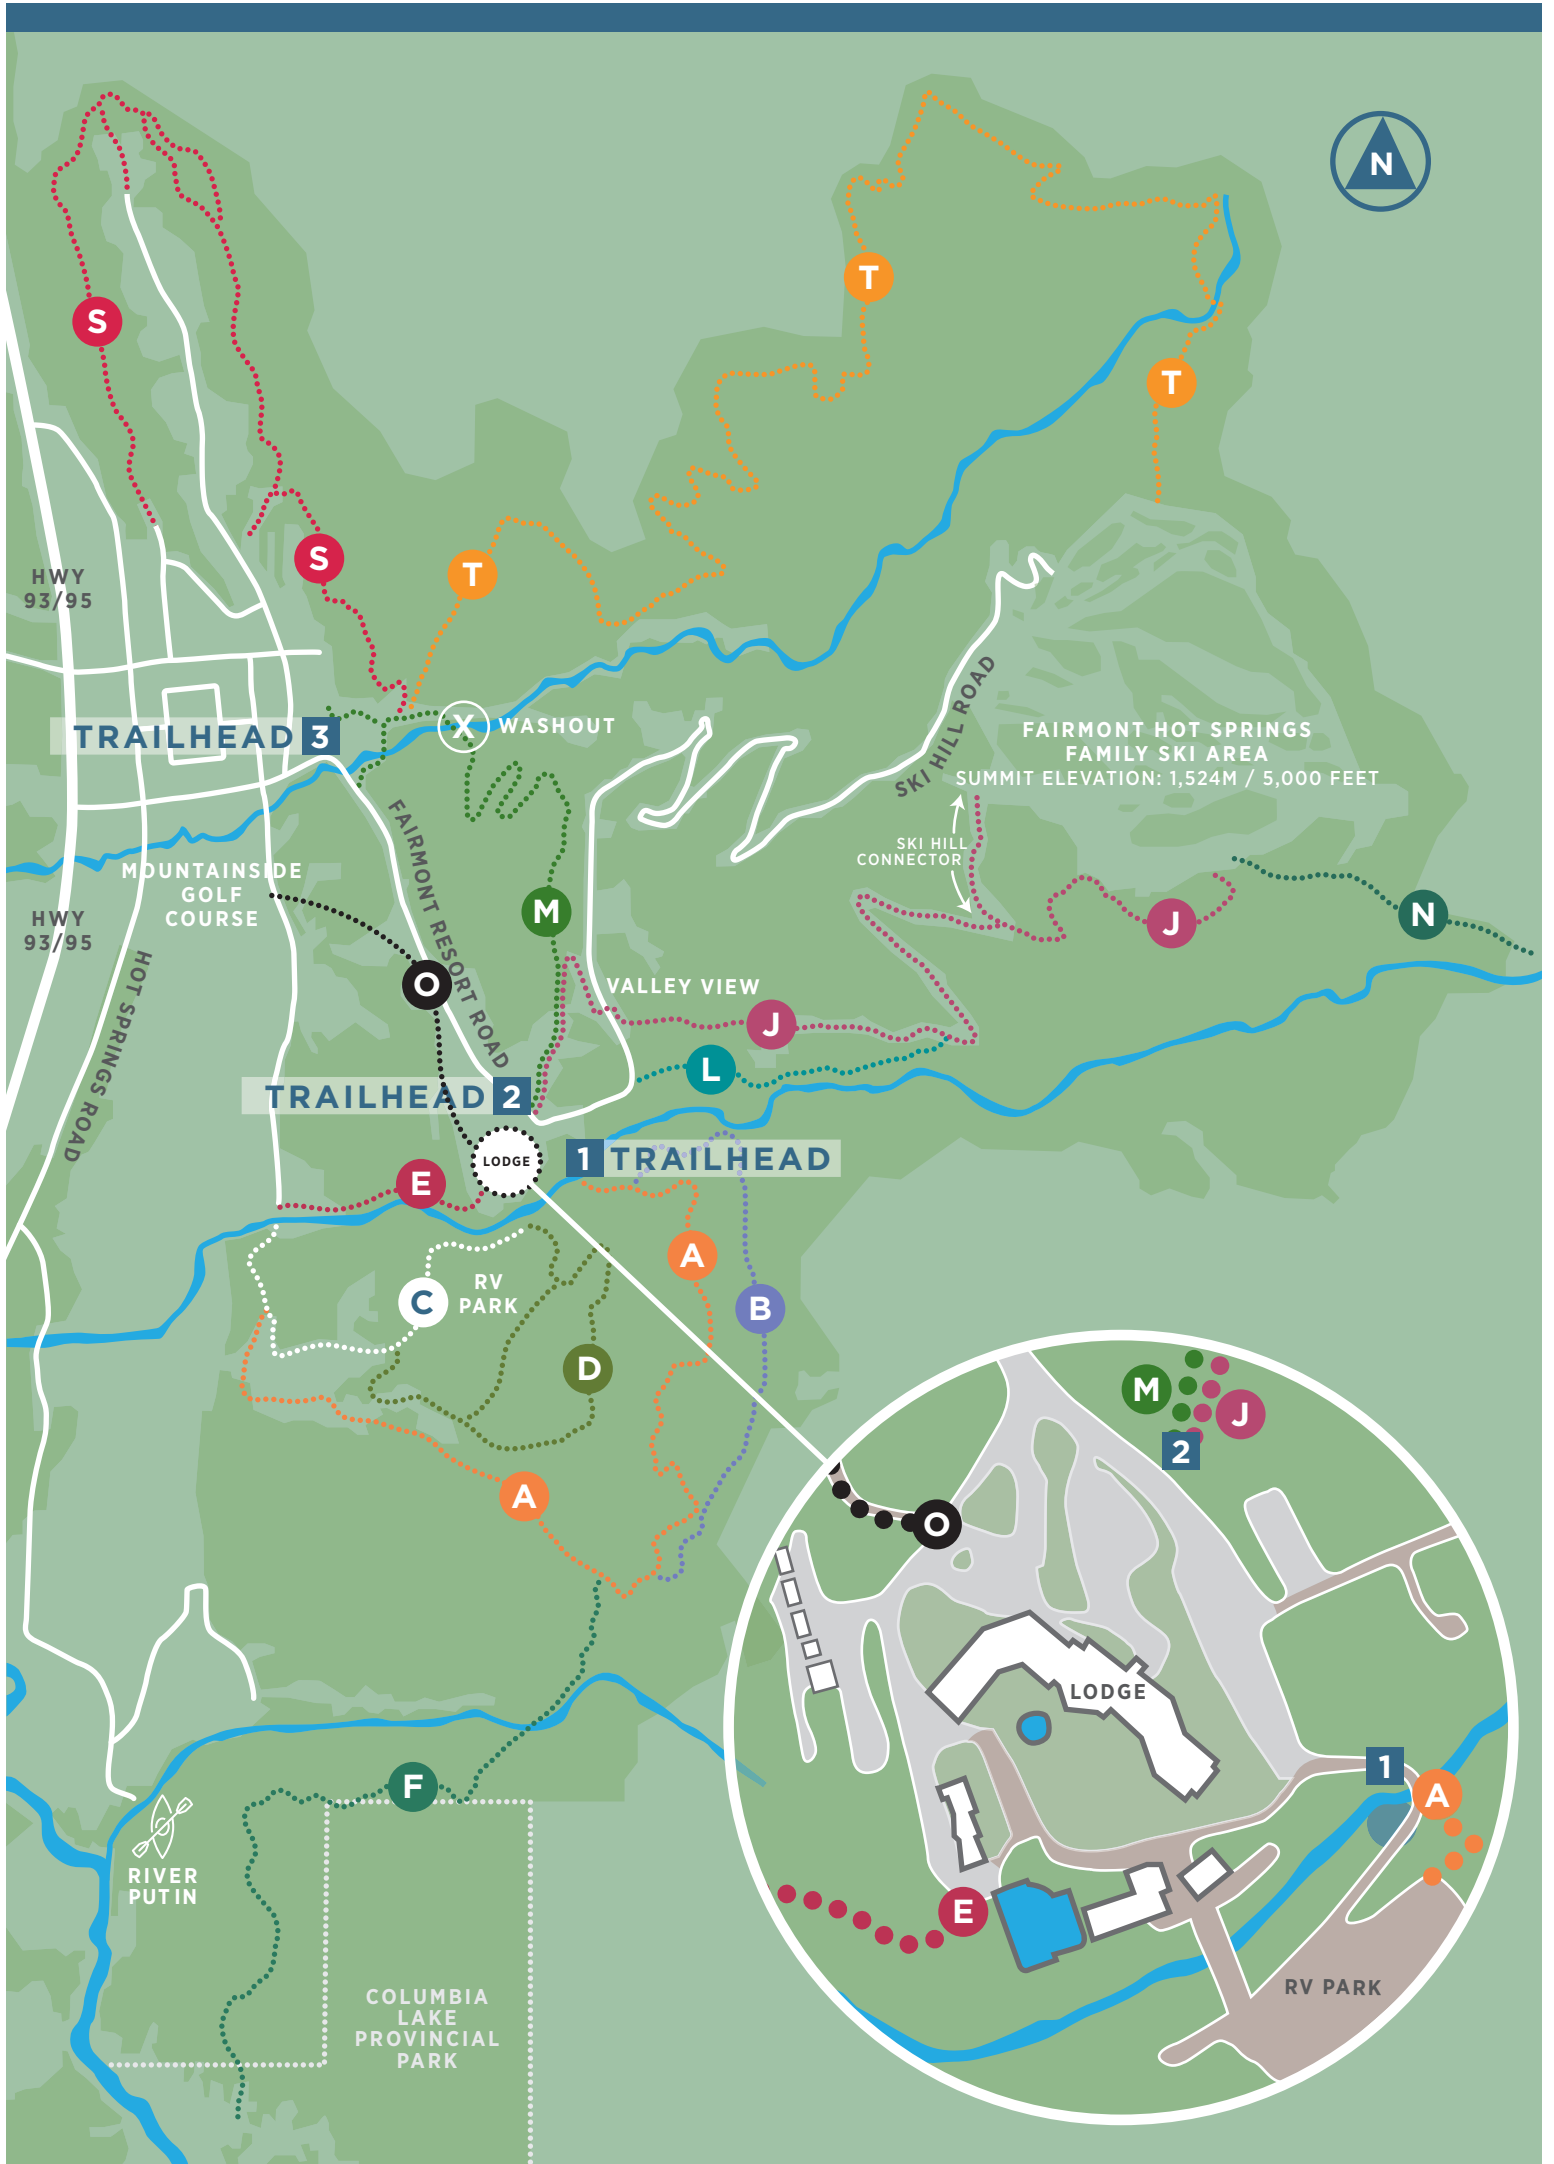 N
S
T
T
S
T
HWY
93/95
TRAILHEAD 3
X WASHOUT
SKI HILL ROAD
FAIRMONT HOT SPRINGS
FAMILY SKI AREA
SUMMIT ELEVATION: 1,524M / 5,000 FEET
SKI HILL
CONNECTOR
MOUNTAINSIDE
GOLF
COURSE
FAIRMONT RESORT ROAD
HWY
93/95
M
J
N
HOT SPRINGS ROAD
O
VALLEY VIEW
J
L
TRAILHEAD 2
LODGE
1 TRAILHEAD
E
A
C
RV
PARK
B
D
A
M
J
2
O
LODGE
1
A
E
RV PARK
F
RIVER
PUT IN
COLUMBIA
LAKE
PROVINCIAL
PARK